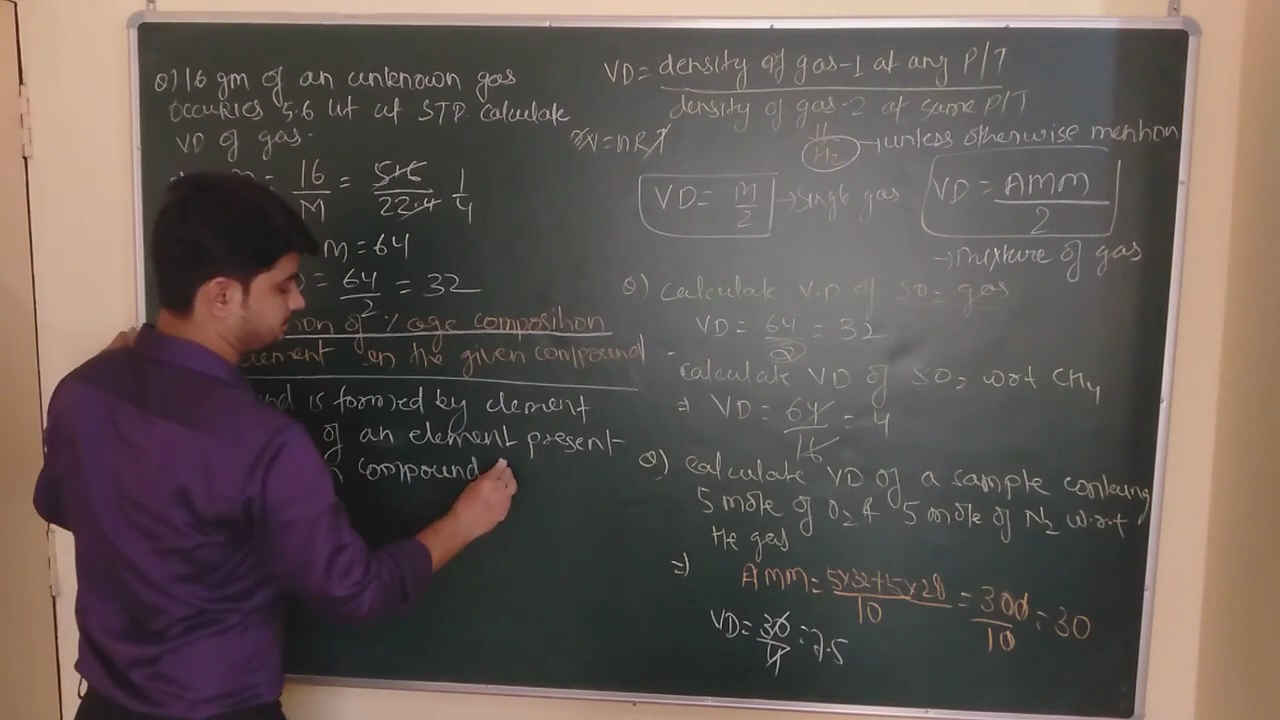 Q) 16 gm of an unknown gas
occupies 5.6 lit at STP. calculate
VD of gas.
16/M = 5.6/22.4 1/4
M = 64
= 64/2 = 32
ion of % age composition
element in the given compound
nd is formed by element
of an element present
compound
VD = density of gas-1 at any P/T
density of gas-2 at same P/T
H2 → unless otherwise mention
PV = nRT
VD = M/2 → single gas
VD = AMM/2
→ mixture of gas
Q) calculate V.D of SO2 gas
VD = 64/2 = 32
calculate VD of SO2 wrt CH4
⇒ VD = 64/16 = 4
Q) calculate VD of a sample
5 mole of O2 & 5 mole of N2 w.r.t
He gas
⇒ AMM = 5×32+5×28/10 = 300/10 = 30
VD = 30/4 = 7.5